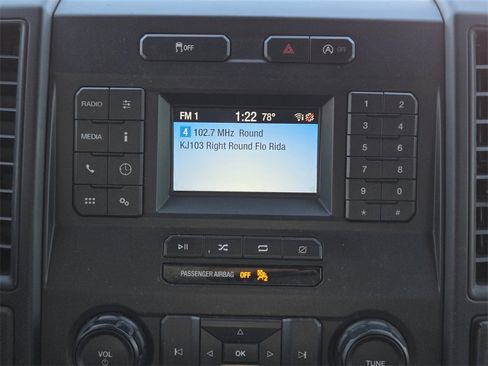 OFF
A OFF
RADIO
MEDIA
i
FM 1 1:22 78°
4 102.7 MHz Round
KJ103 Right Round Flo Rida
1 2
3 4
5 6
7 8
9 0
* #
PASSENGER AIRBAG OFF 2
VOL
OK
TUNE